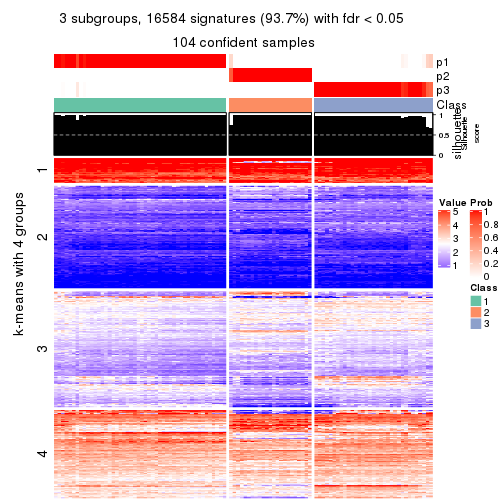 3 subgroups, 16584 signatures (93.7%) with fdr < 0.05
104 confident samples
p1
p2
p3
Class
1
0.5
0
silhouette
Silhouette
score
k-means with 4 groups
1
2
3
4
Value
5
4
3
2
1
Prob
1
0.8
0.6
0.4
0.2
0
Class
1
2
3